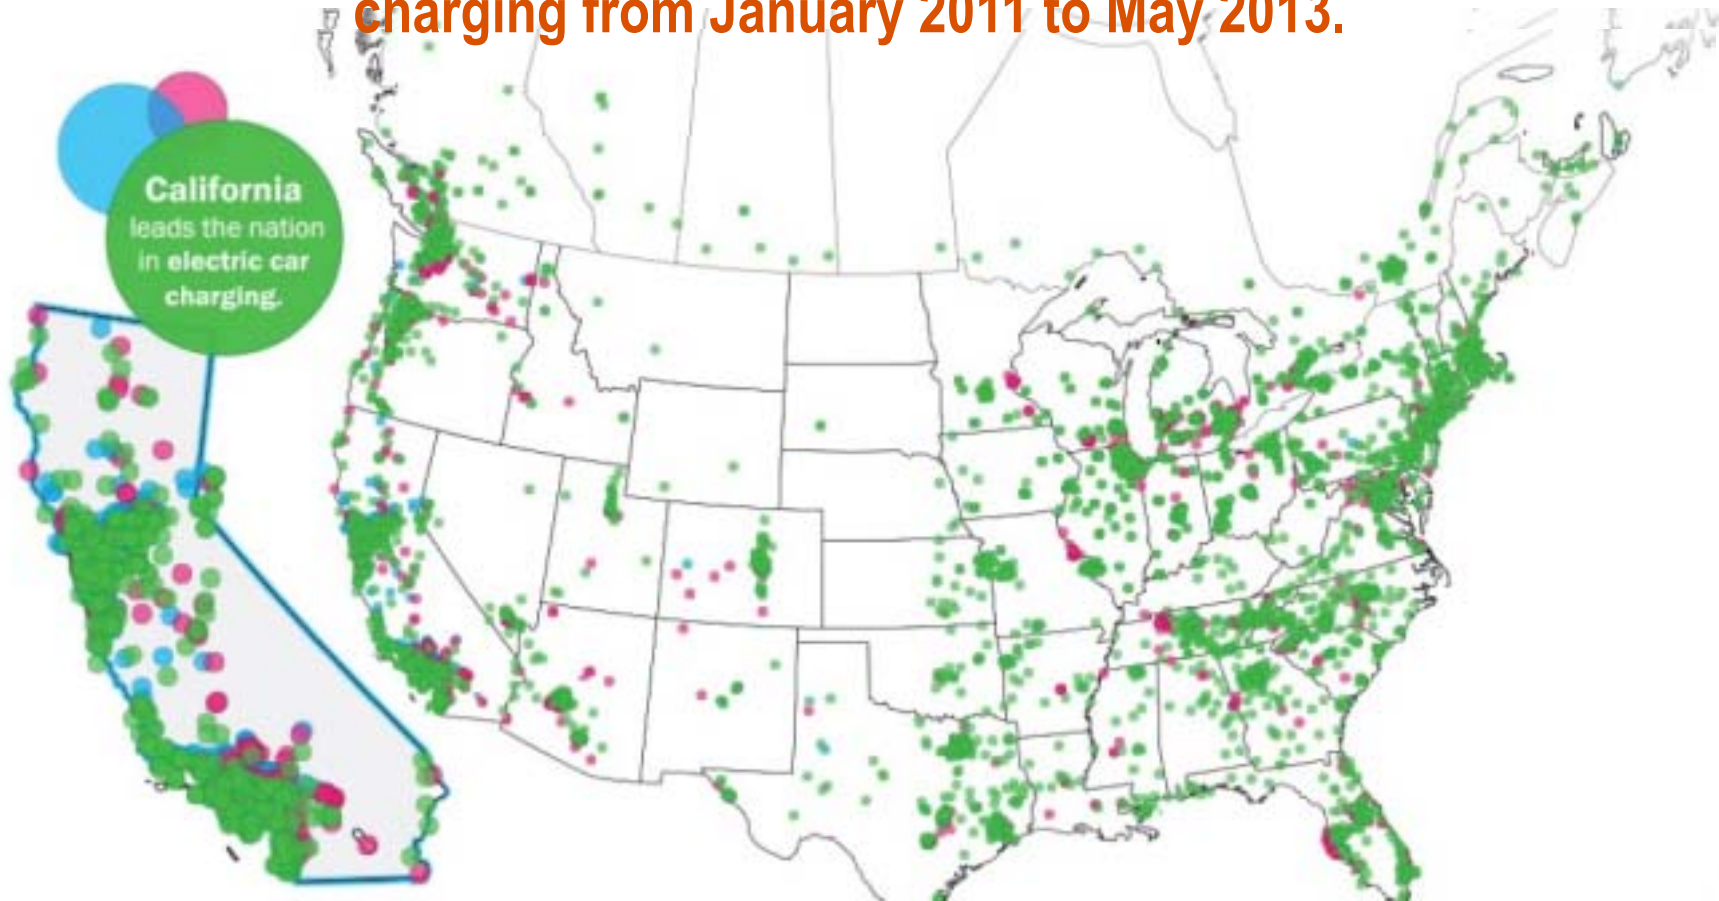 charging from January 2011 to May 2013.
California
leads the nation
in electric car
charging.